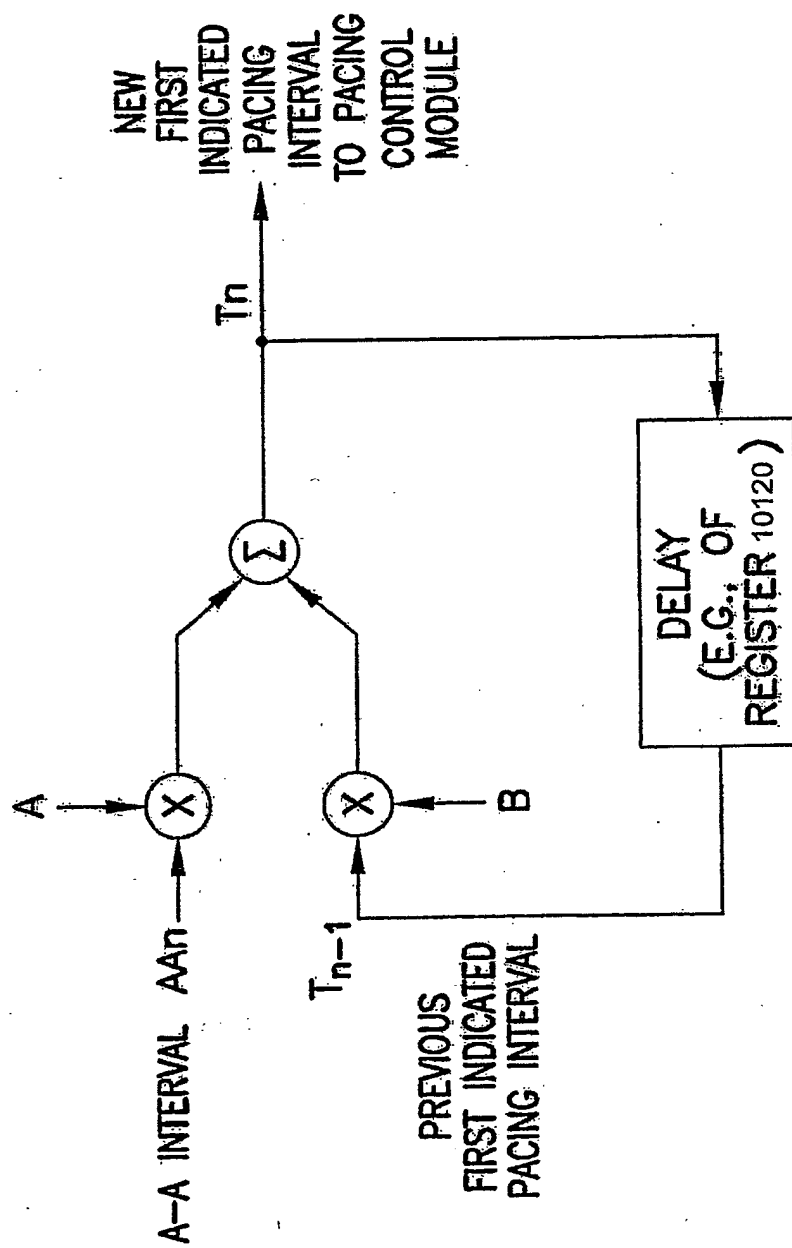 A-A INTERVAL AAn
A
X
Σ
Tn
NEW
FIRST
INDICATED
PACING
INTERVAL
TO PACING
CONTROL
MODULE
Tn-1
X
B
PREVIOUS
FIRST INDICATED
PACING INTERVAL
DELAY
(E.G., OF
REGISTER 10120)